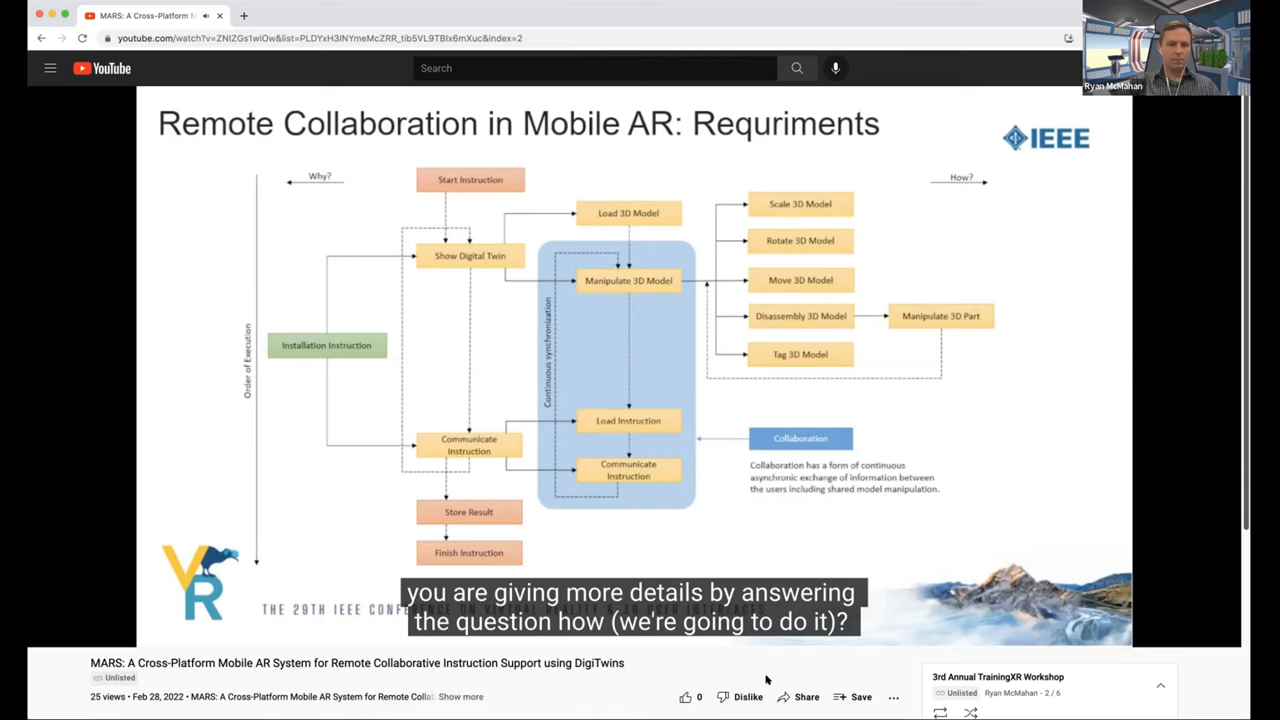 MARS: A Cross-Platform M
youtube.com/watch?v=ZNIZGs1wiOw&list=PLDYxH3INYmeMcZRR_tib5VL9TBIx6mXuc&index=2
Ryan McMahan
YouTube
Search
Remote Collaboration in Mobile AR: Requriments
IEEE
Why?
How?
Order of Execution
Start Instruction
Load 3D Model
Scale 3D Model
Show Digital Twin
Rotate 3D Model
Manipulate 3D Model
Move 3D Model
Continuous synchronization
Disassembly 3D Model
Manipulate 3D Part
Installation Instruction
Tag 3D Model
Load Instruction
Communicate
Instruction
Communicate
Instruction
Collaboration
Collaboration has a form of continuous
asynchronic exchange of information between
the users including shared model manipulation.
Store Result
Finish Instruction
VR
THE 29TH IEEE CON
you are giving more details by answering
the question how (we're going to do it)?
MARS: A Cross-Platform Mobile AR System for Remote Collaborative Instruction Support using DigiTwins
Unlisted
25 views • Feb 28, 2022 • MARS: A Cross-Platform Mobile AR System for Remote Collab
Show more
0
Dislike
Share
Save
3rd Annual TrainingXR Workshop
Unlisted Ryan McMahan - 2 / 6